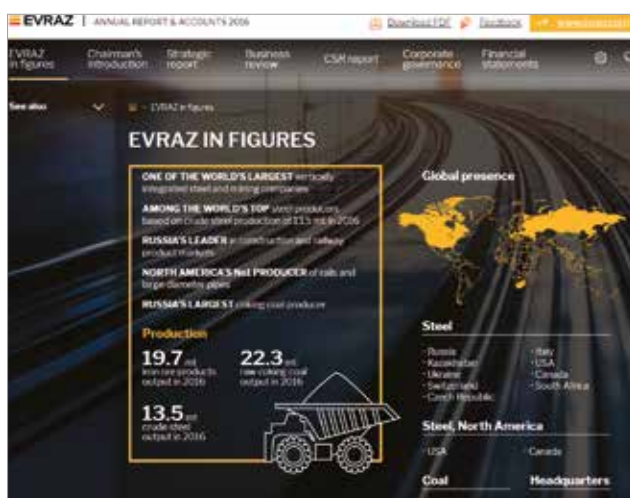 EVRAZ | ANNUAL REPORT & ACCOUNTS 2016
Download PDF Feedback
EVRAZ in figures
Chairman's introduction
Strategic report
Business review
CSR report
Corporate governance
Financial statements
See also
EVRAZ in figures
EVRAZ IN FIGURES
ONE OF THE WORLD'S LARGEST vertically
integrated steel and mining companies
AMONG THE WORLD'S TOP steel producers
based on crude steel production of 13.5 mt in 2016
RUSSIA'S LEADER in construction and railway
product markets
NORTH AMERICA'S No1 PRODUCER of rails and
large diameter pipes
RUSSIA'S LARGEST coking coal producer
Production
19.7 mt
iron ore products
output in 2016
22.3 mt
raw coking coal
output in 2016
13.5 mt
crude steel
output in 2016
Global presence
Steel
- Russia
- Kazakhstan
- Ukraine
- Switzerland
- Czech Republic
- Italy
- USA
- Canada
- South Africa
Steel, North America
- USA
- Canada
Coal
Headquarters